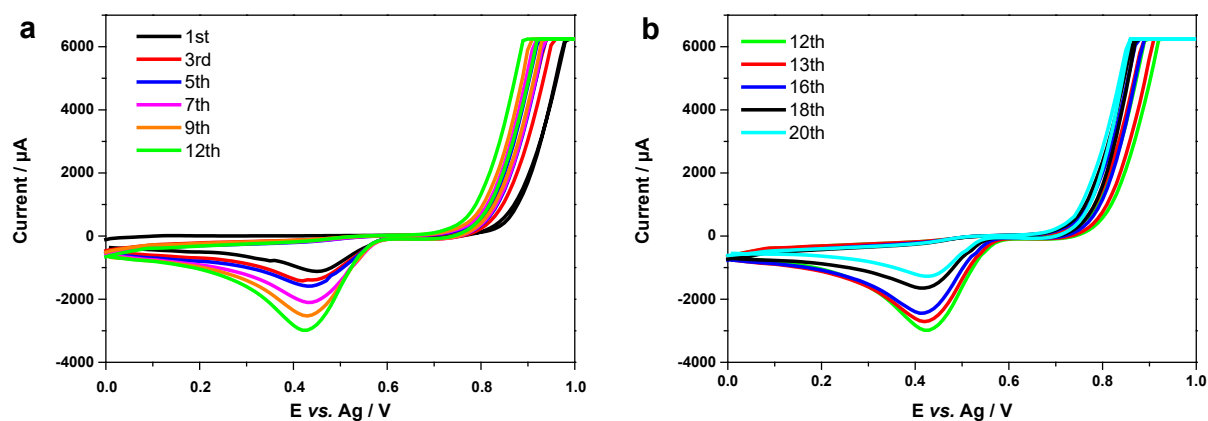 a
1st
3rd
5th
7th
9th
12th
6000
4000
2000
0
-2000
-4000
Current / µA
0.0 0.2 0.4 0.6 0.8 1.0
E vs. Ag / V
b
12th
13th
16th
18th
20th
6000
4000
2000
0
-2000
-4000
Current / µA
0.0 0.2 0.4 0.6 0.8 1.0
E vs. Ag / V